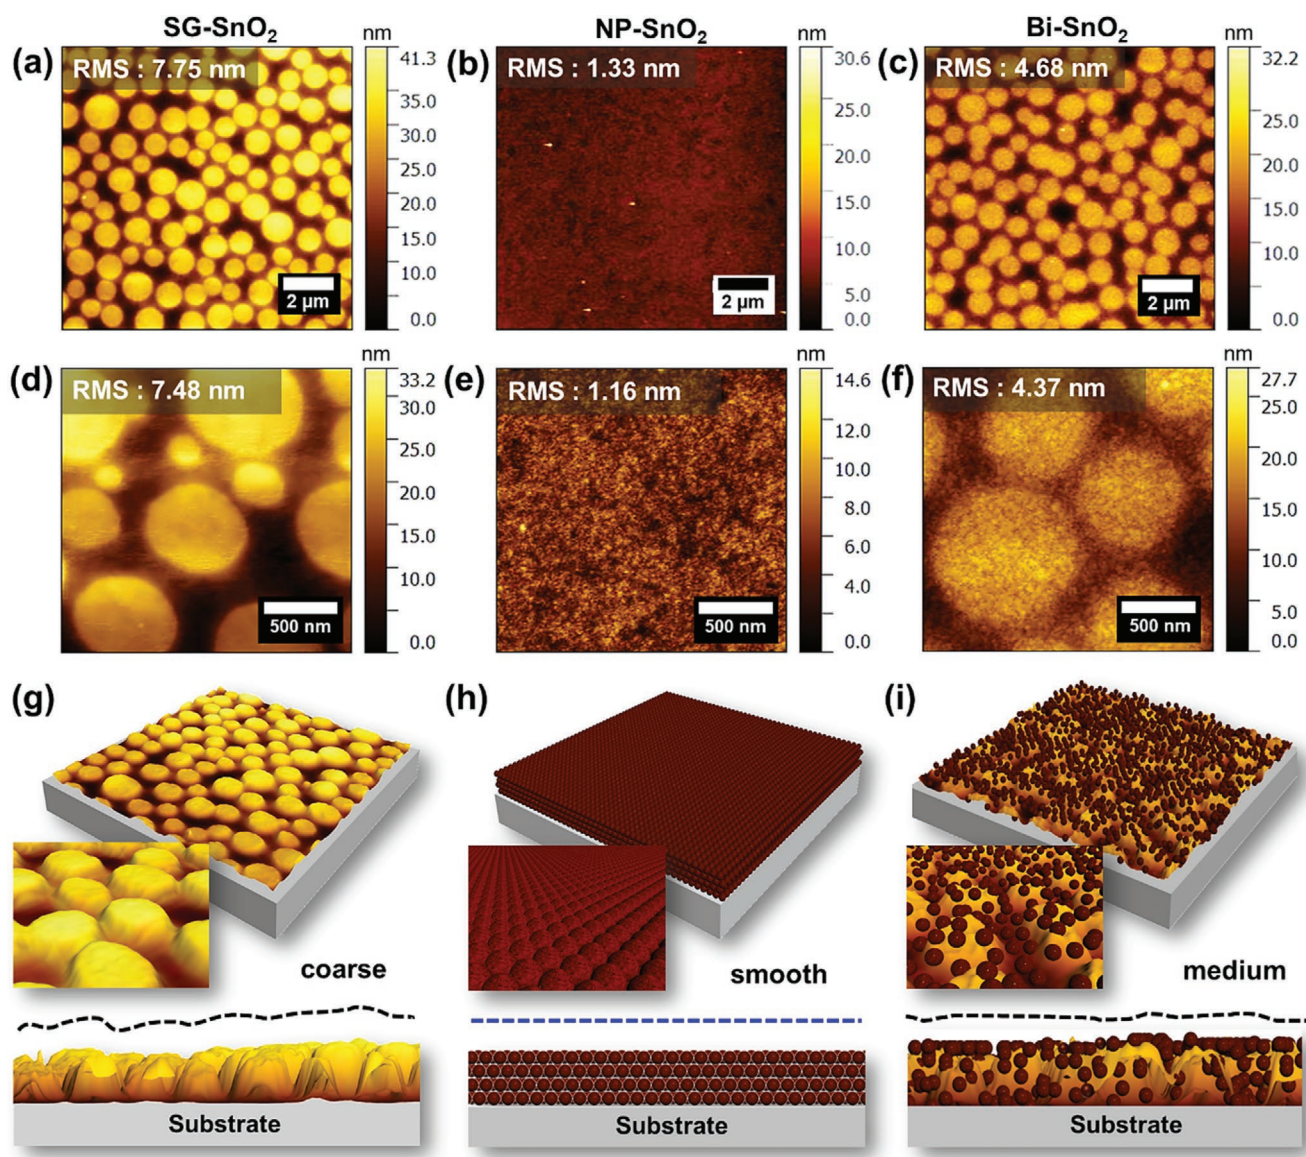 SG-SnO₂
NP-SnO₂
Bi-SnO₂
(a)
RMS : 7.75 nm
2 µm
nm
41.3
35.0
30.0
25.0
20.0
15.0
10.0
0.0
(b)
RMS : 1.33 nm
2 µm
nm
30.6
25.0
20.0
15.0
10.0
5.0
0.0
(c)
RMS : 4.68 nm
2 µm
nm
32.2
25.0
20.0
15.0
10.0
0.0
(d)
RMS : 7.48 nm
500 nm
nm
33.2
30.0
25.0
20.0
15.0
10.0
0.0
(e)
RMS : 1.16 nm
500 nm
nm
14.6
12.0
10.0
8.0
6.0
4.0
0.0
(f)
RMS : 4.37 nm
500 nm
nm
27.7
25.0
20.0
15.0
10.0
5.0
0.0
(g)
coarse
Substrate
(h)
smooth
Substrate
(i)
medium
Substrate